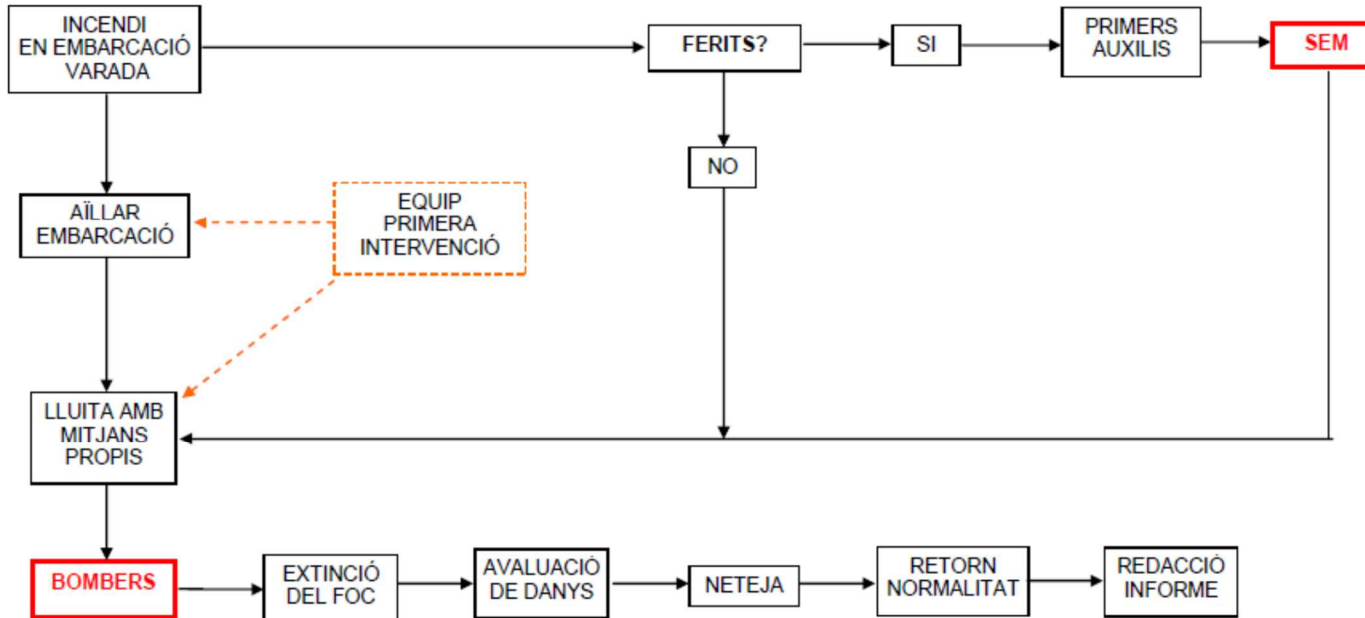 INCENDI
EN EMBARCACIÓ
VARADA
FERITS?
SI
PRIMERS
AUXILIS
SEM
NO
AÏLLAR
EMBARCACIÓ
EQUIP
PRIMERA
INTERVENCIÓ
LLUITA AMB
MITJANS
PROPIS
BOMBERS
EXTINCIÓ
DEL FOC
AVALUACIÓ
DE DANYS
NETEJA
RETORN
NORMALITAT
REDACCIÓ
INFORME